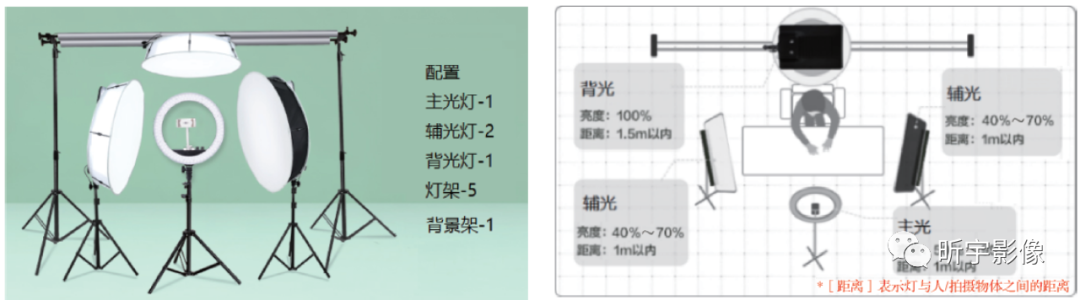 配置
主光灯-1
辅光灯-2
背光灯-1
灯架-5
背景架-1
背光
亮度：100%
距离：1.5m以内
辅光
亮度：40%～70%
距离：1m以内
辅光
亮度：40%～70%
距离：1m以内
主光
距离：1m以内
昕宇影像
*［距离］表示灯与人/拍摄物体之间的距离